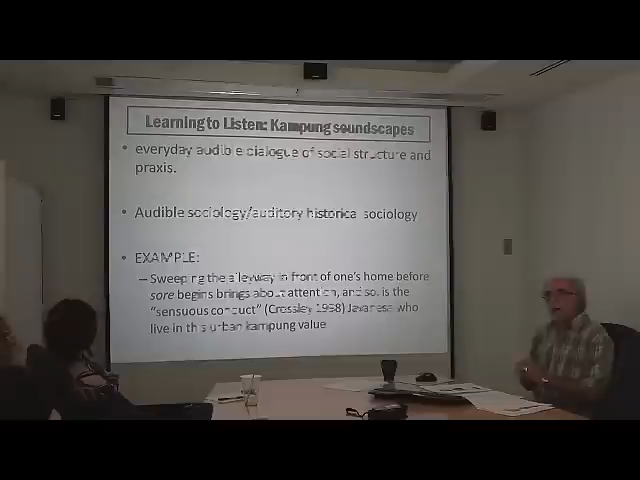 Learning to Listen: Kampung soundscapes
• everyday audible dialogue of social structure and
praxis.
• Audible sociology/auditory historical sociology
• EXAMPLE:
– Sweeping the alleyway in front of one's home before
sore begins brings about attention, and so, is the
"sensuous conduct" (Crossley 1998) Javanese who
live in this urban kampung value